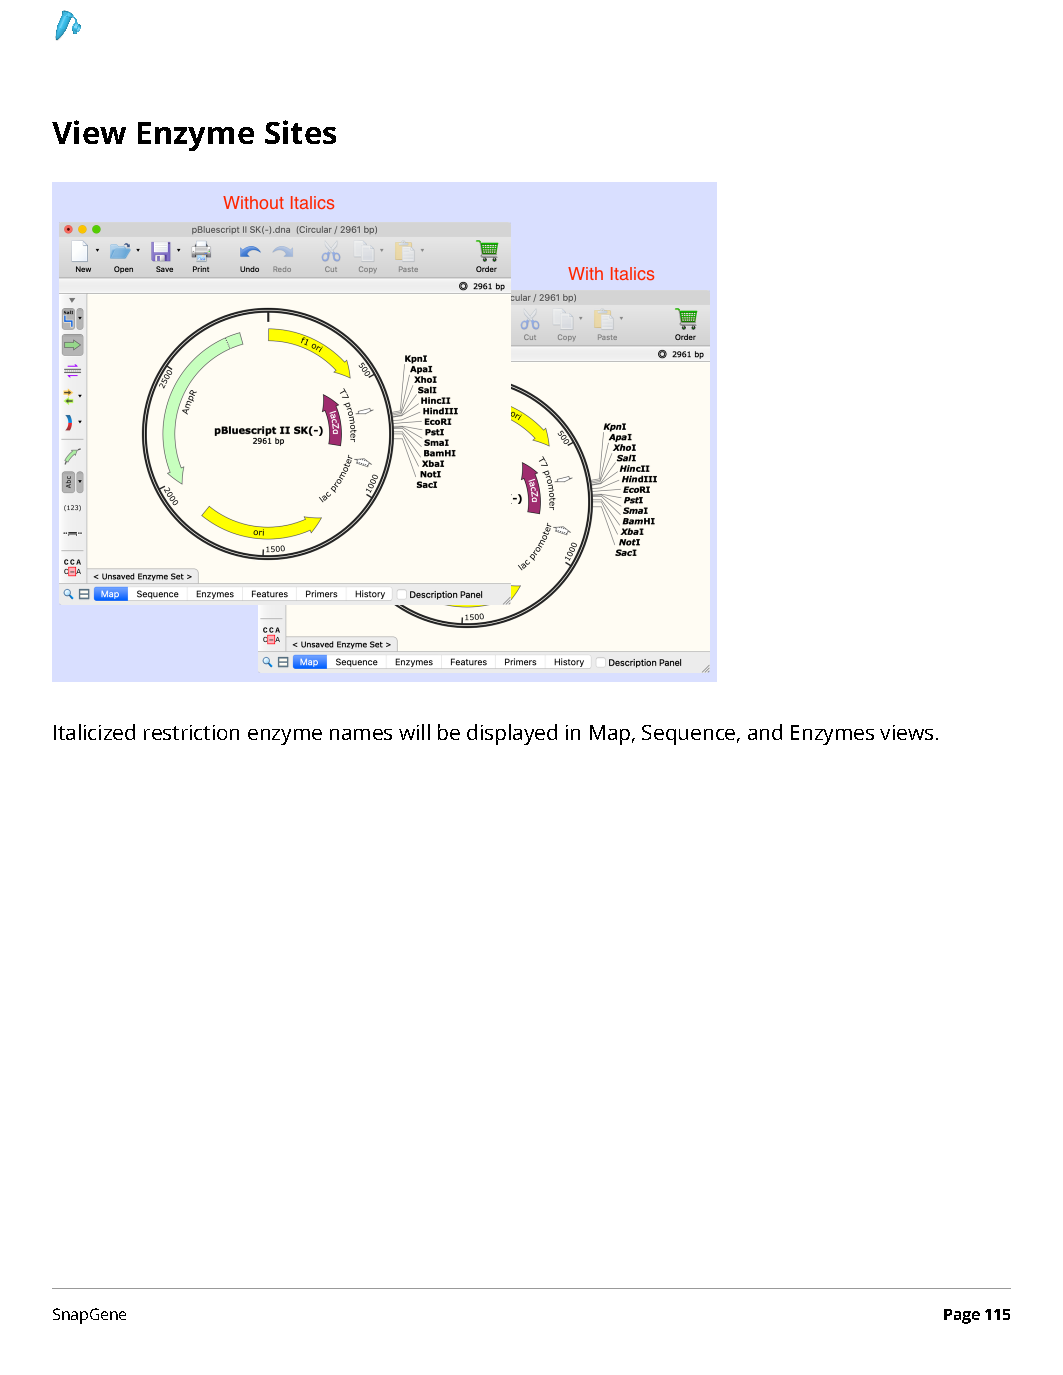 View Enzyme Sites
Without Italics
pBluescript II SK(-).dna (Circular / 2961 bp)
New Open Save Print Undo Redo Cut Copy Paste Order
2961 bp
With Italics
cular / 2961 bp)
Cut Copy Paste Order
2961 bp
f1 ori
500
2500
AmpR
T7 promoter
lacZα
pBluescript II SK(-)
2961 bp
lac promoter
1000
2000
ori
1500
KpnI
ApaI
XhoI
SalI
HincII
HindIII
EcoRI
PstI
SmaI
BamHI
XbaI
NotI
SacI
Abc
(123)
CCA
C A
< Unsaved Enzyme Set >
Map Sequence Enzymes Features Primers History Description Panel
ori
500
T7 promoter
lacZα
(-)
lac promoter
1000
1500
KpnI
ApaI
XhoI
SalI
HincII
HindIII
EcoRI
PstI
SmaI
BamHI
XbaI
NotI
SacI
CCA
C A
< Unsaved Enzyme Set >
Map Sequence Enzymes Features Primers History Description Panel
Italicized restriction enzyme names will be displayed in Map, Sequence, and Enzymes views.
SnapGene Page 115